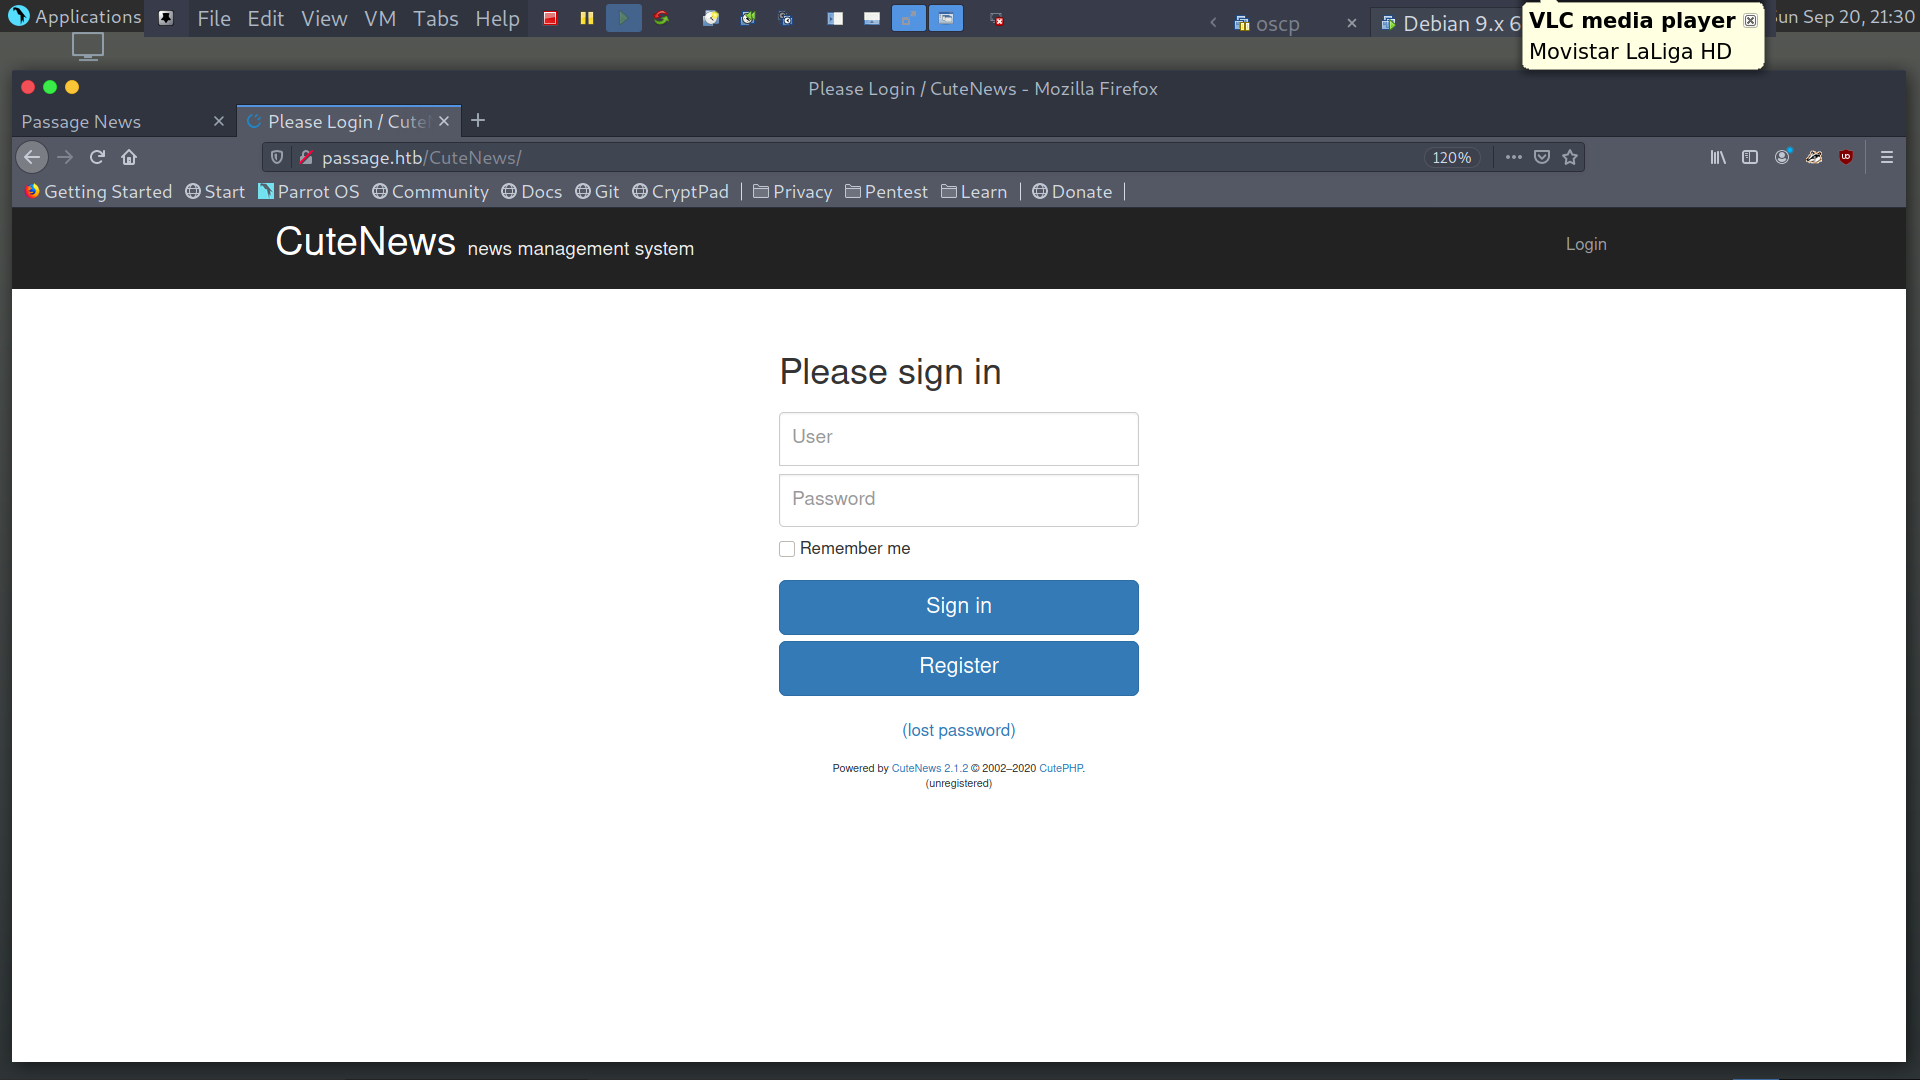 Applications File Edit View VM Tabs Help oscp Debian 9.x 6 Sun Sep 20, 21:30
VLC media player
Movistar LaLiga HD
Please Login / CuteNews - Mozilla Firefox
Passage News Please Login / Cute
passage.htb/CuteNews/ 120%
Getting Started Start Parrot OS Community Docs Git CryptPad Privacy Pentest Learn Donate
CuteNews news management system Login
Please sign in
User
Password
Remember me
Sign in
Register
(lost password)
Powered by CuteNews 2.1.2 © 2002–2020 CutePHP.
(unregistered)